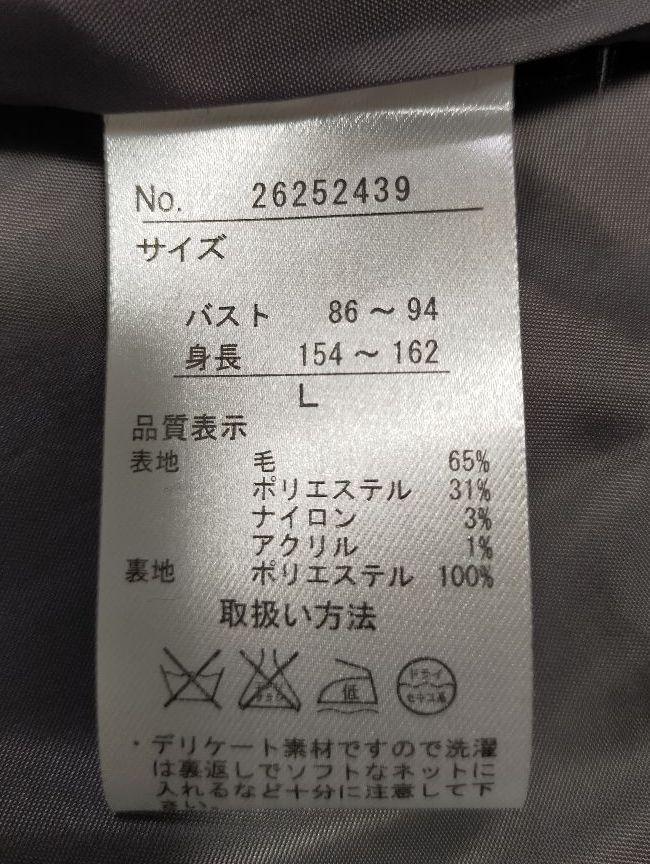 No. 26252439
サイズ
バスト 86～94
身長 154～162
L
品質表示
表地 毛 65%
ポリエステル 31%
ナイロン 3%
アクリル 1%
裏地 ポリエステル 100%
取扱い方法
低
ドライ
セキユ系
・デリケート素材ですので洗濯
は裏返しでソフトなネットに
入れるなど十分に注意して下
さい。